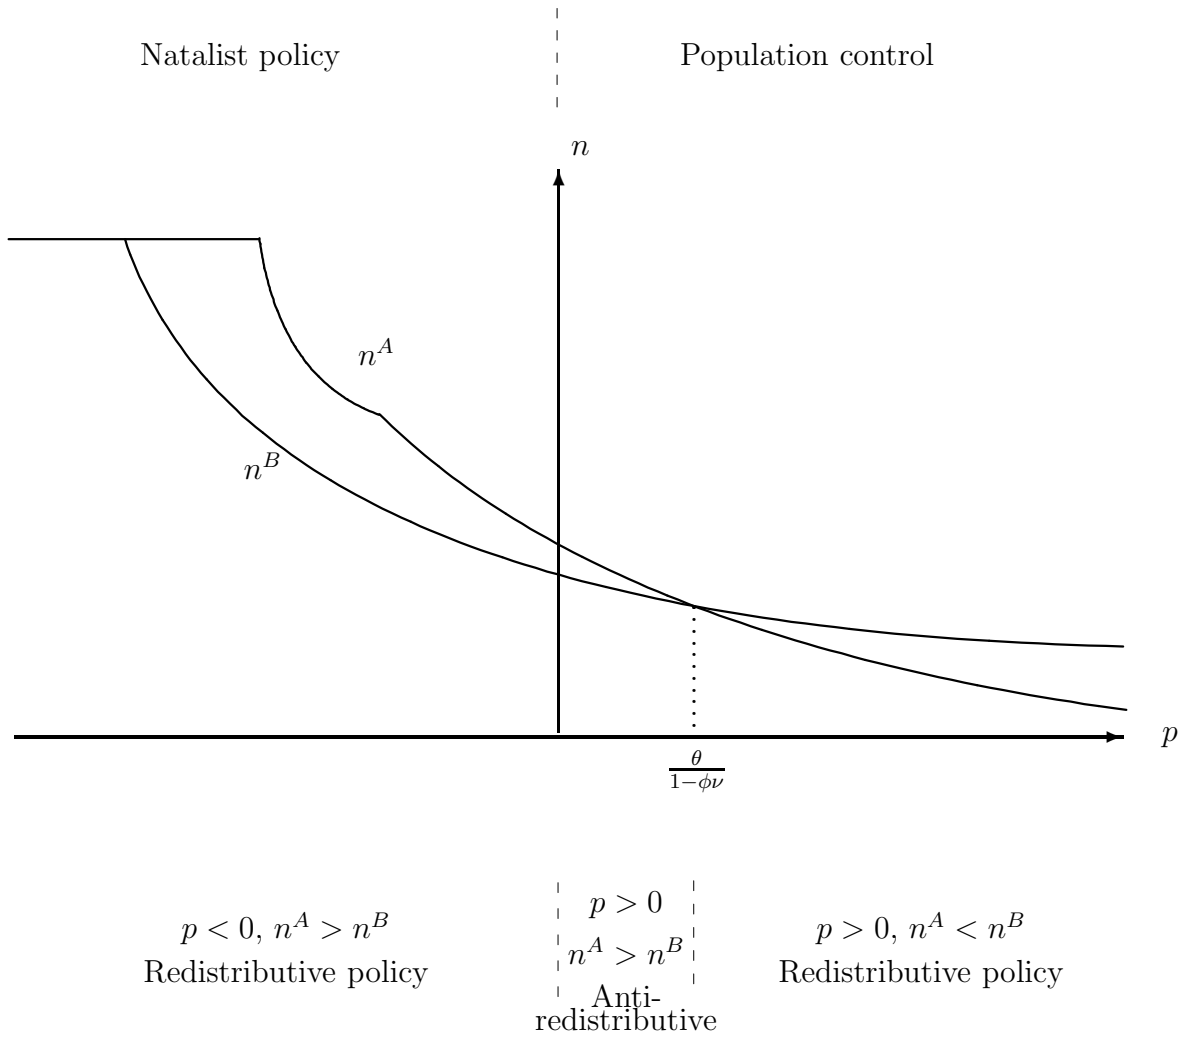 Natalist policy
Population control
n
n^A
n^B
p
θ/(1−ϕν)
p < 0, n^A > n^B
Redistributive policy
p > 0
n^A > n^B
Anti-
redistributive
p > 0, n^A < n^B
Redistributive policy